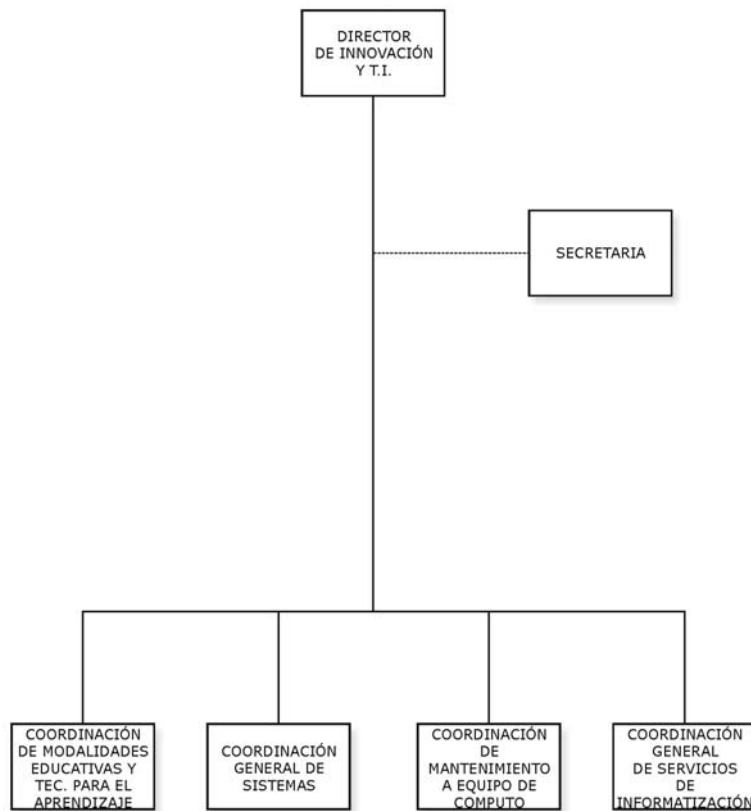 DIRECTOR
DE INNOVACIÓN
Y T.I.
SECRETARIA
COORDINACIÓN
DE MODALIDADES
EDUCATIVAS Y
TEC. PARA EL
APRENDIZAJE
COORDINACIÓN
GENERAL DE
SISTEMAS
COORDINACIÓN
DE
MANTENIMIENTO
A EQUIPO DE
COMPUTO
COORDINACIÓN
GENERAL
DE SERVICIOS
DE
INFORMATIZACIÓN